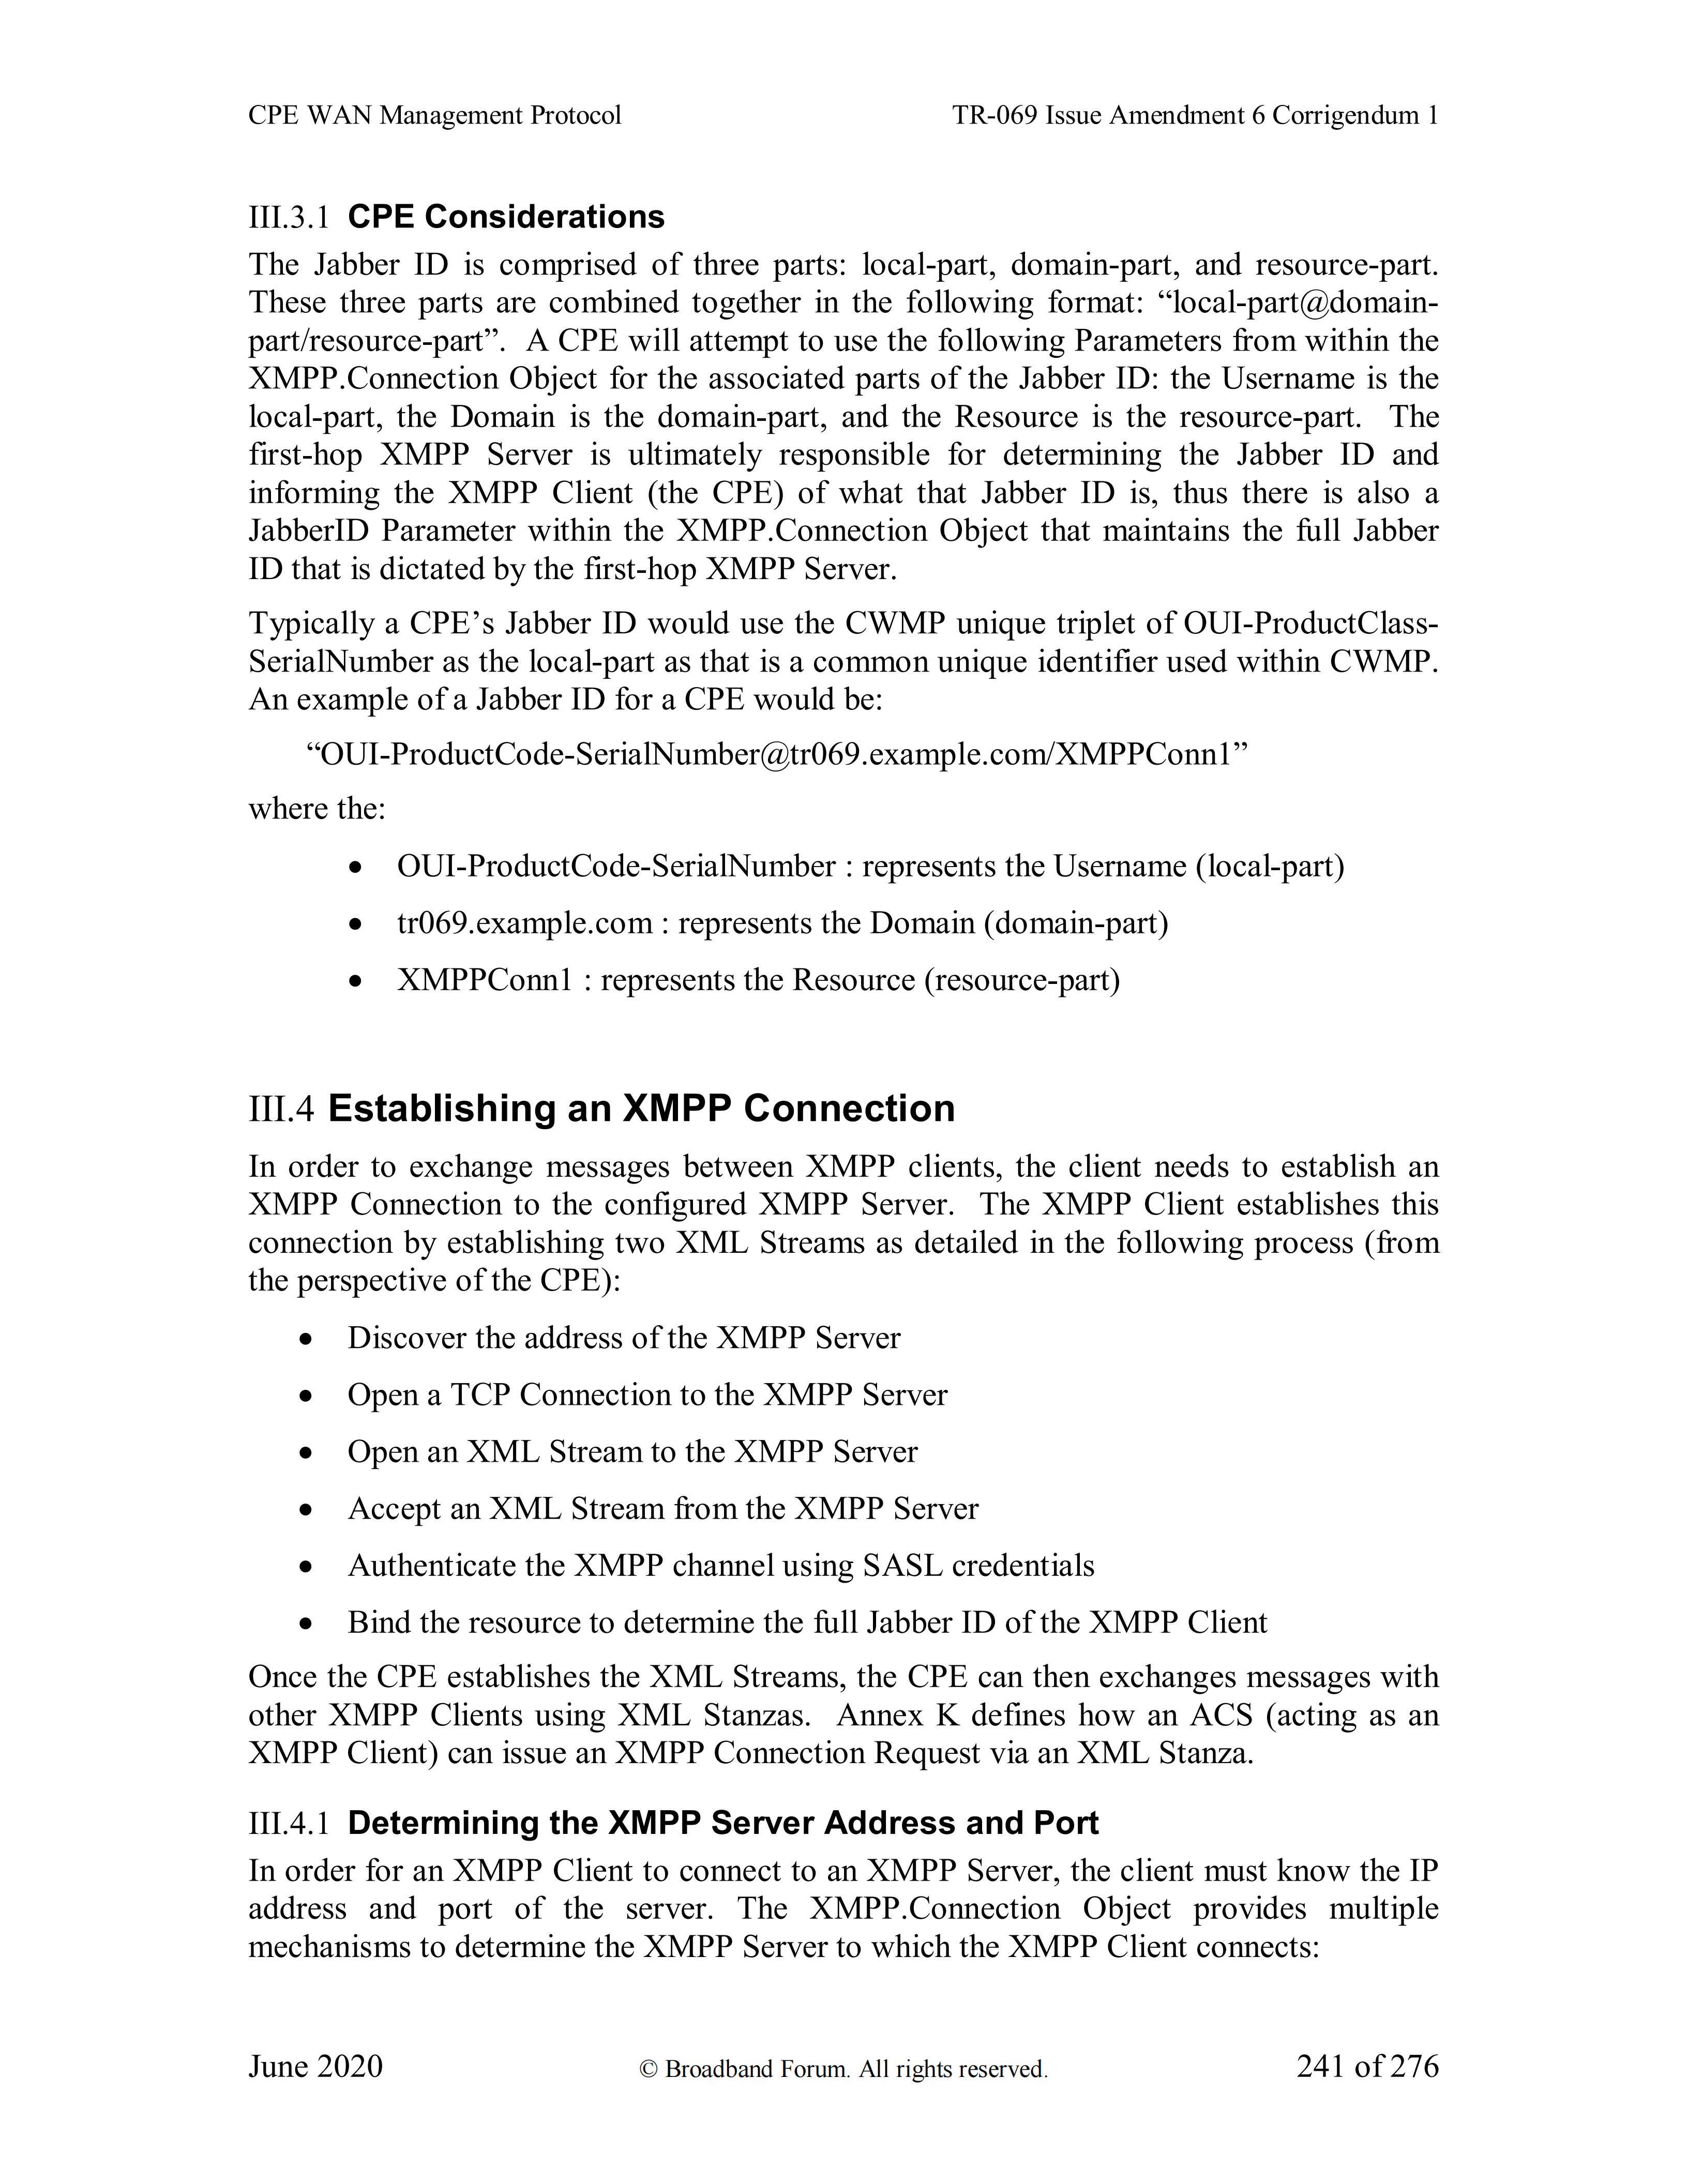 CPE WAN Management Protocol TR-069 Issue Amendment 6 Corrigendum 1
III.3.1 CPE Considerations
The Jabber ID is comprised of three parts: local-part, domain-part, and resource-part.
These three parts are combined together in the following format: “local-part@domain-
part/resource-part”. A CPE will attempt to use the following Parameters from within the
XMPP.Connection Object for the associated parts of the Jabber ID: the Username is the
local-part, the Domain is the domain-part, and the Resource is the resource-part. The
first-hop XMPP Server is ultimately responsible for determining the Jabber ID and
informing the XMPP Client (the CPE) of what that Jabber ID is, thus there is also a
JabberID Parameter within the XMPP.Connection Object that maintains the full Jabber
ID that is dictated by the first-hop XMPP Server.
Typically a CPE’s Jabber ID would use the CWMP unique triplet of OUI-ProductClass-
SerialNumber as the local-part as that is a common unique identifier used within CWMP.
An example of a Jabber ID for a CPE would be:
“OUI-ProductCode-SerialNumber@tr069.example.com/XMPPConn1”
where the:
• OUI-ProductCode-SerialNumber : represents the Username (local-part)
• tr069.example.com : represents the Domain (domain-part)
• XMPPConn1 : represents the Resource (resource-part)
III.4 Establishing an XMPP Connection
In order to exchange messages between XMPP clients, the client needs to establish an
XMPP Connection to the configured XMPP Server. The XMPP Client establishes this
connection by establishing two XML Streams as detailed in the following process (from
the perspective of the CPE):
• Discover the address of the XMPP Server
• Open a TCP Connection to the XMPP Server
• Open an XML Stream to the XMPP Server
• Accept an XML Stream from the XMPP Server
• Authenticate the XMPP channel using SASL credentials
• Bind the resource to determine the full Jabber ID of the XMPP Client
Once the CPE establishes the XML Streams, the CPE can then exchanges messages with
other XMPP Clients using XML Stanzas. Annex K defines how an ACS (acting as an
XMPP Client) can issue an XMPP Connection Request via an XML Stanza.
III.4.1 Determining the XMPP Server Address and Port
In order for an XMPP Client to connect to an XMPP Server, the client must know the IP
address and port of the server. The XMPP.Connection Object provides multiple
mechanisms to determine the XMPP Server to which the XMPP Client connects:
June 2020 © Broadband Forum. All rights reserved. 241 of 276